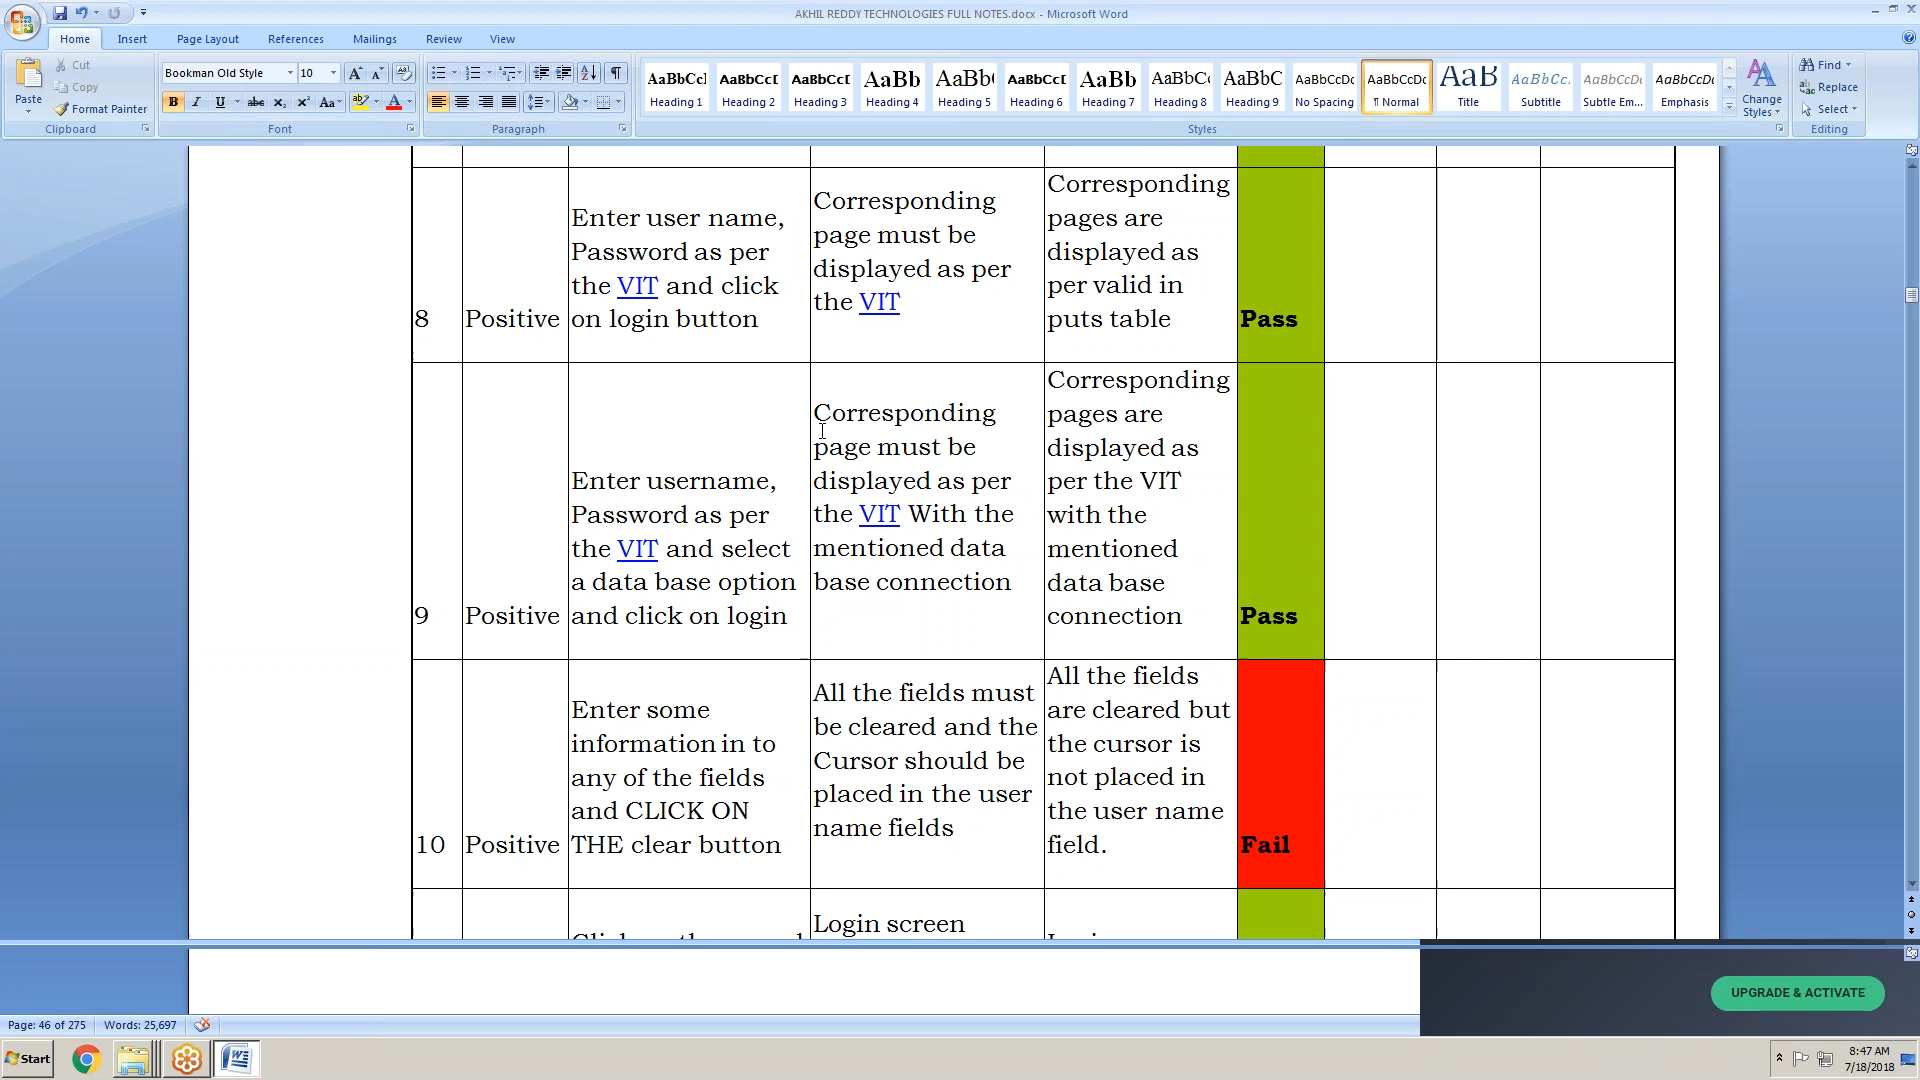 AKHIL REDDY TECHNOLOGIES FULL NOTES.docx - Microsoft Word
Home Insert Page Layout References Mailings Review View
Paste
Cut
Copy
Format Painter
Clipboard
Bookman Old Style 10
B I U abc x₂ x² Aa
Font
Paragraph
AaBbCcI AaBbCcD AaBbCcD AaBb AaBb( AaBbCcD AaBb AaBbC( AaBbC AaBbCcDc AaBbCcDc AaB AaBbCc. AaBbCcDc AaBbCcDc
Heading 1 Heading 2 Heading 3 Heading 4 Heading 5 Heading 6 Heading 7 Heading 8 Heading 9 No Spacing ¶ Normal Title Subtitle Subtle Em... Emphasis
Change
Styles
Styles
Find
Replace
Select
Editing
8
Positive
Enter user name,
Password as per
the VIT and click
on login button
Corresponding
page must be
displayed as per
the VIT
Corresponding
pages are
displayed as
per valid in
puts table
Pass
9
Positive
Enter username,
Password as per
the VIT and select
a data base option
and click on login
Corresponding
page must be
displayed as per
the VIT With the
mentioned data
base connection
Corresponding
pages are
displayed as
per the VIT
with the
mentioned
data base
connection
Pass
10
Positive
Enter some
information in to
any of the fields
and CLICK ON
THE clear button
All the fields must
be cleared and the
Cursor should be
placed in the user
name fields
All the fields
are cleared but
the cursor is
not placed in
the user name
field.
Fail
Login screen
UPGRADE & ACTIVATE
Page: 46 of 275 Words: 25,697
Start
8:47 AM
7/18/2018